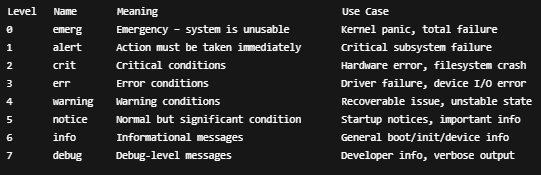 Level  Name     Meaning                           Use Case
0      emerg    Emergency – system is unusable    Kernel panic, total failure
1      alert    Action must be taken immediately  Critical subsystem failure
2      crit     Critical conditions               Hardware error, filesystem crash
3      err      Error conditions                  Driver failure, device I/O error
4      warning  Warning conditions                Recoverable issue, unstable state
5      notice   Normal but significant condition  Startup notices, important info
6      info     Informational messages            General boot/init/device info
7      debug    Debug-level messages              Developer info, verbose output